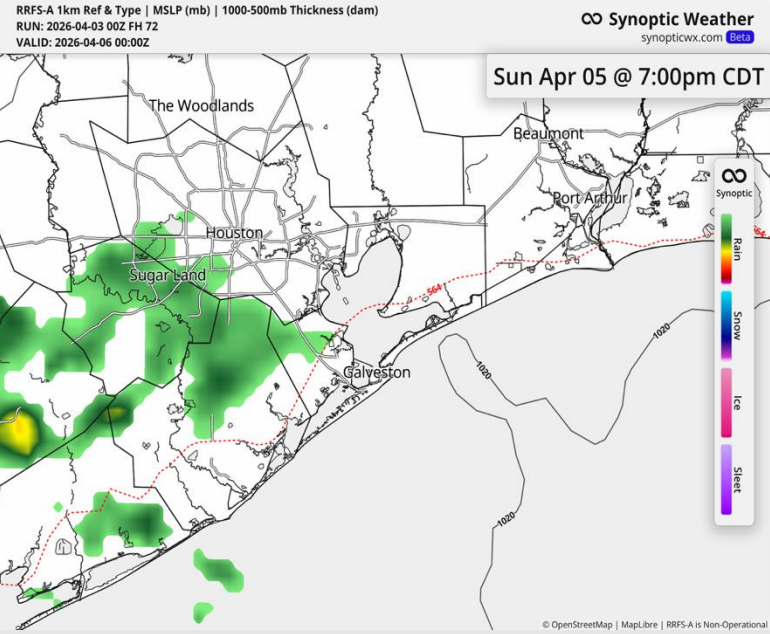 RRFS-A 1km Ref & Type | MSLP (mb) | 1000-500mb Thickness (dam)
RUN: 2026-04-03 00Z FH 72
VALID: 2026-04-06 00:00Z
Synoptic Weather
synopticwx.com Beta
Sun Apr 05 @ 7:00pm CDT
The Woodlands
Beaumont
Port Arthur
Houston
Sugar Land
Galveston
564
564
1020
1020
1020
Synoptic
Rain
Snow
Ice
Sleet
© OpenStreetMap | MapLibre | RRFS-A is Non-Operational